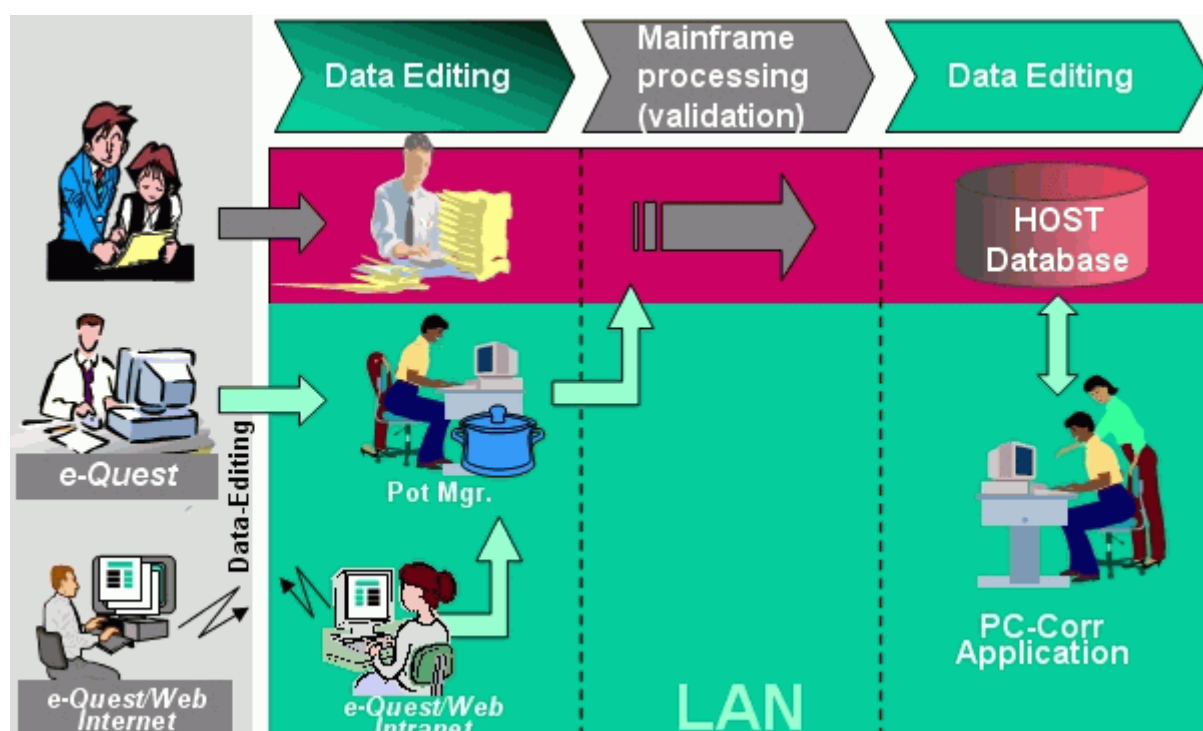 Data Editing
Mainframe
processing
(validation)
Data Editing
HOST
Database
e-Quest
Data-Editing
Pot Mgr.
PC-Corr
Application
e-Quest/Web
Internet
e-Quest/Web
Intranet
LAN